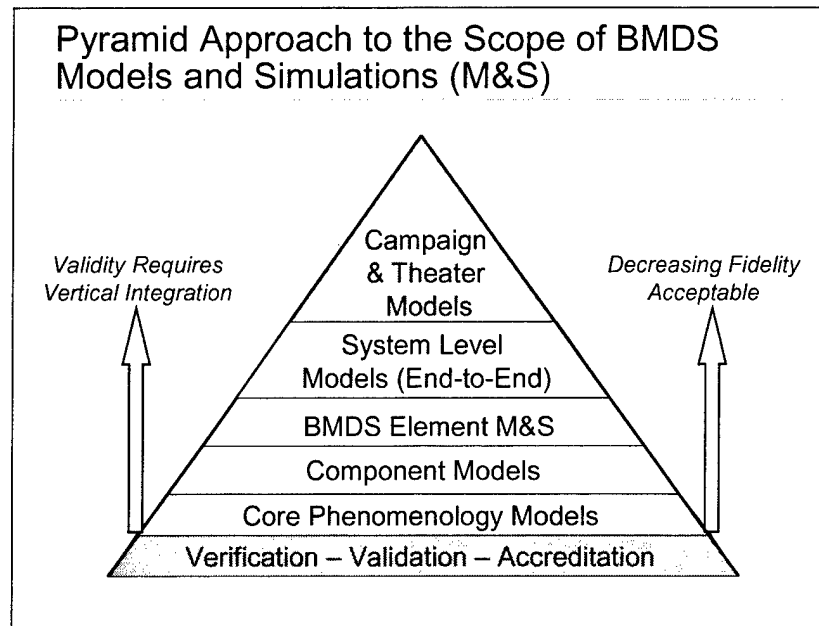 Pyramid Approach to the Scope of BMDS
Models and Simulations (M&S)
Validity Requires
Vertical Integration
Decreasing Fidelity
Acceptable
Campaign
& Theater
Models
System Level
Models (End-to-End)
BMDS Element M&S
Component Models
Core Phenomenology Models
Verification – Validation – Accreditation